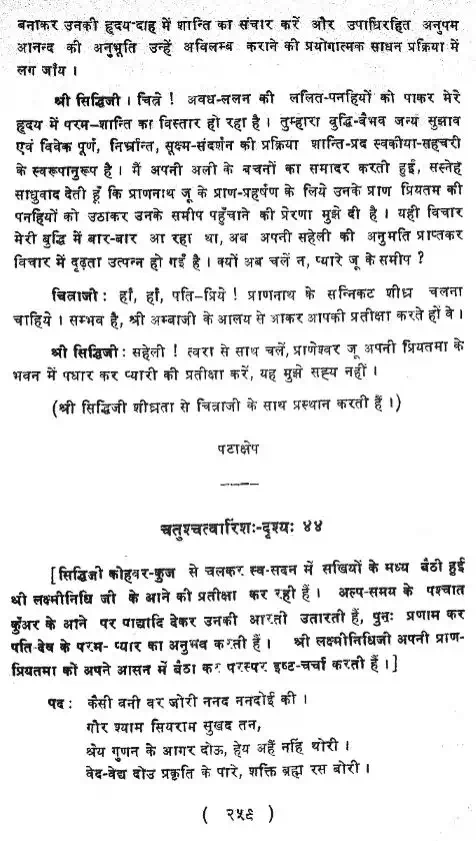 बनाकर उनकी हृदय-दाह में शान्ति का संचार करें और उपाधिरहित अनुपम
आनन्द की अनुभूति उन्हें अविलम्ब कराने की प्रयोगात्मक साधन प्रक्रिया में
लग जाँय ।
श्री सिद्धिजी । चित्रे ! अवध-ललन की ललित-पनहियों को पाकर मेरे
हृदय में परम-शान्ति का विस्तार हो रहा है । तुम्हारा बुद्धि-वैभव जन्य सुझाव
एवं विवेक पूर्ण, निर्भ्रान्त, सूक्ष्म-संदर्शन की प्रक्रिया शान्ति-प्रद स्वकीया-सहचरी
के स्वरूपानुरूप है । मैं अपनी अली के बचनों का समादर करती हुई, सस्नेह
साधुवाद देती हूँ कि प्राणनाथ जू के प्राण-प्रहर्षण के लिये उनके प्राण प्रियतम की
पनहियों को उठाकर उनके समीप पहुँचाने की प्रेरणा मुझे दी है । यही विचार
मेरी बुद्धि में बार-बार आ रहा था, अब अपनी सहेली की अनुमति प्राप्तकर
विचार में दृढ़ता उत्पन्न हो गई है । क्यों अब चलें न, प्यारे जू के समीप ?
चित्राजी : हाँ, हाँ, पति-प्रिये ! प्राणनाथ के सन्निकट शीघ्र चलना
चाहिये । सम्भव है, श्री अम्बाजी के आलय से आकर आपकी प्रतीक्षा करते हों वे ।
श्री सिद्धिजी : सहेली ! त्वरा से साथ चलें, प्राणेश्वर जू अपनी प्रियतमा के
भवन में पधार कर प्यारी की प्रतीक्षा करें, यह मुझे सह्य नहीं ।
(श्री सिद्धिजी शीघ्रता से चित्राजी के साथ प्रस्थान करती हैं ।)
पटाक्षेप
चतुश्चत्वारिंशः-दृश्यः ४४
[सिद्धिजी कोहवर-कुज से चलकर स्व-सदन में सखियों के मध्य बैठी हुई
श्री लक्ष्मीनिधि जी के आने की प्रतीक्षा कर रही हैं । अल्प-समय के पश्चात
कुँअर के आने पर पाद्यादि देकर उनकी आरती उतारती हैं, पुनः प्रणाम कर
पति-देव के परम- प्यार का अनुभव करती हैं । श्री लक्ष्मीनिधिजी अपनी प्राण-
प्रियतमा को अपने आसन में बैठा कर परस्पर इष्ट-चर्चा करती हैं ।]
पद : कैसी वनी वर जोरी ननद ननदोई की ।
गौर श्याम सियराम सुखद तन,
श्रेय गुणन के आगर दोऊ, हेय अहैं नहिं थोरी ।
वेद-वेद्य दोउ प्रकृति के पारे, शक्ति ब्रह्म रस बोरी ।
( २५९ )